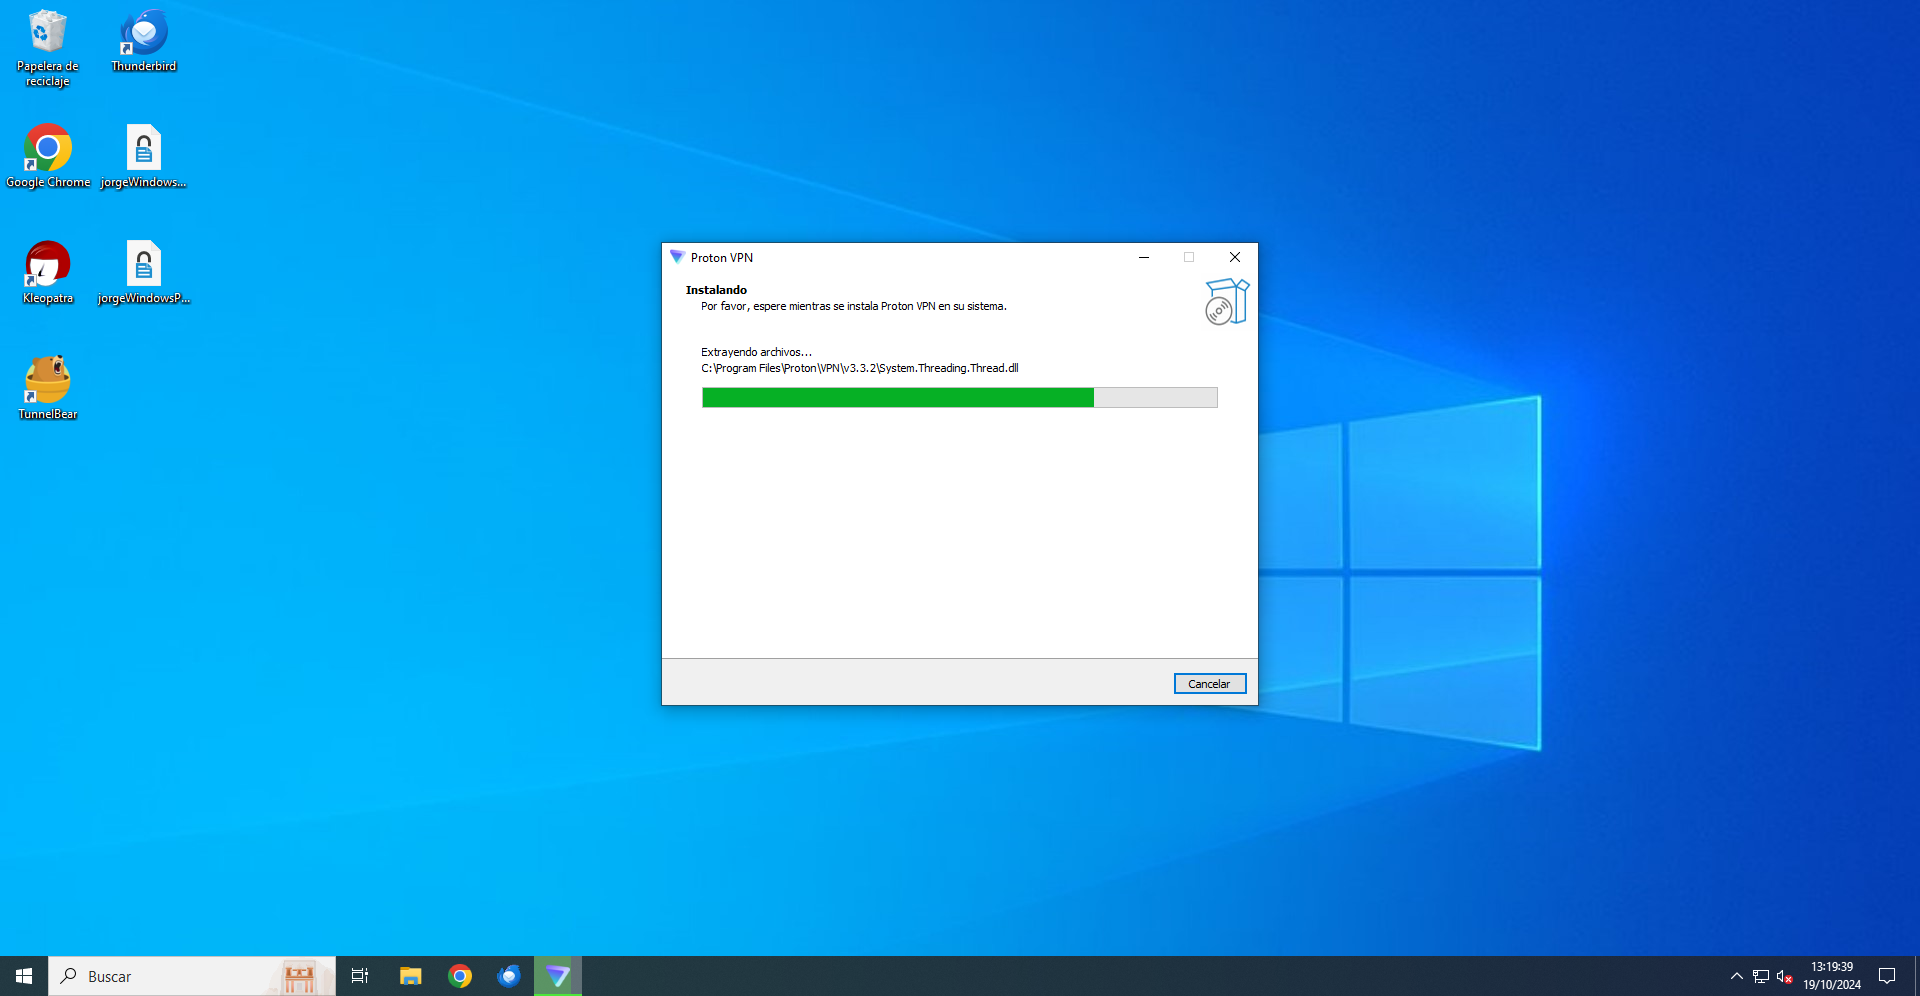 Papelera de
reciclaje
Thunderbird
Google Chrome
jorgeWindows...
Kleopatra
jorgeWindowsP...
TunnelBear
Proton VPN
Instalando
Por favor, espere mientras se instala Proton VPN en su sistema.
Extrayendo archivos...
C:\Program Files\Proton\VPN\v3.3.2\System.Threading.Thread.dll
Cancelar
Buscar
13:19:39
19/10/2024